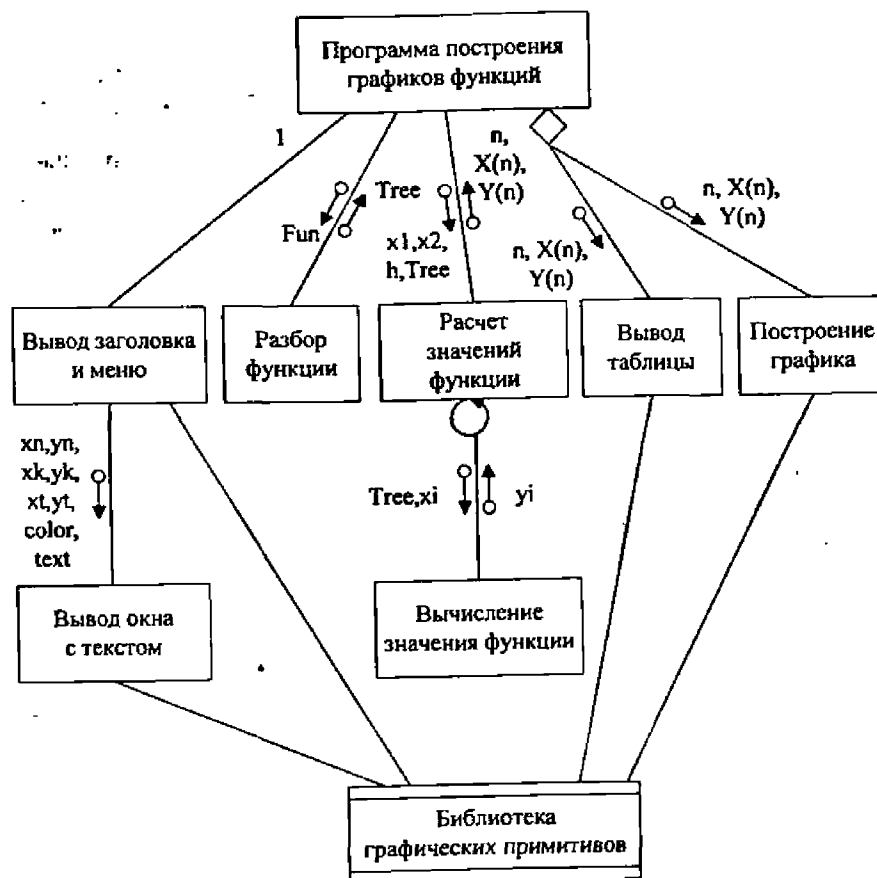 Программа построения
графиков функций
1
Fun
Tree
x1,x2,
h,Tree
n,
X(n),
Y(n)
n, X(n),
Y(n)
n, X(n),
Y(n)
Вывод заголовка
и меню
Разбор
функции
Расчет
значений
функции
Вывод
таблицы
Построение
графика
xn,yn,
xk,yk,
xt,yt,
color,
text
Tree,xi
yi
Вывод окна
с текстом
Вычисление
значения функции
Библиотека
графических примитивов